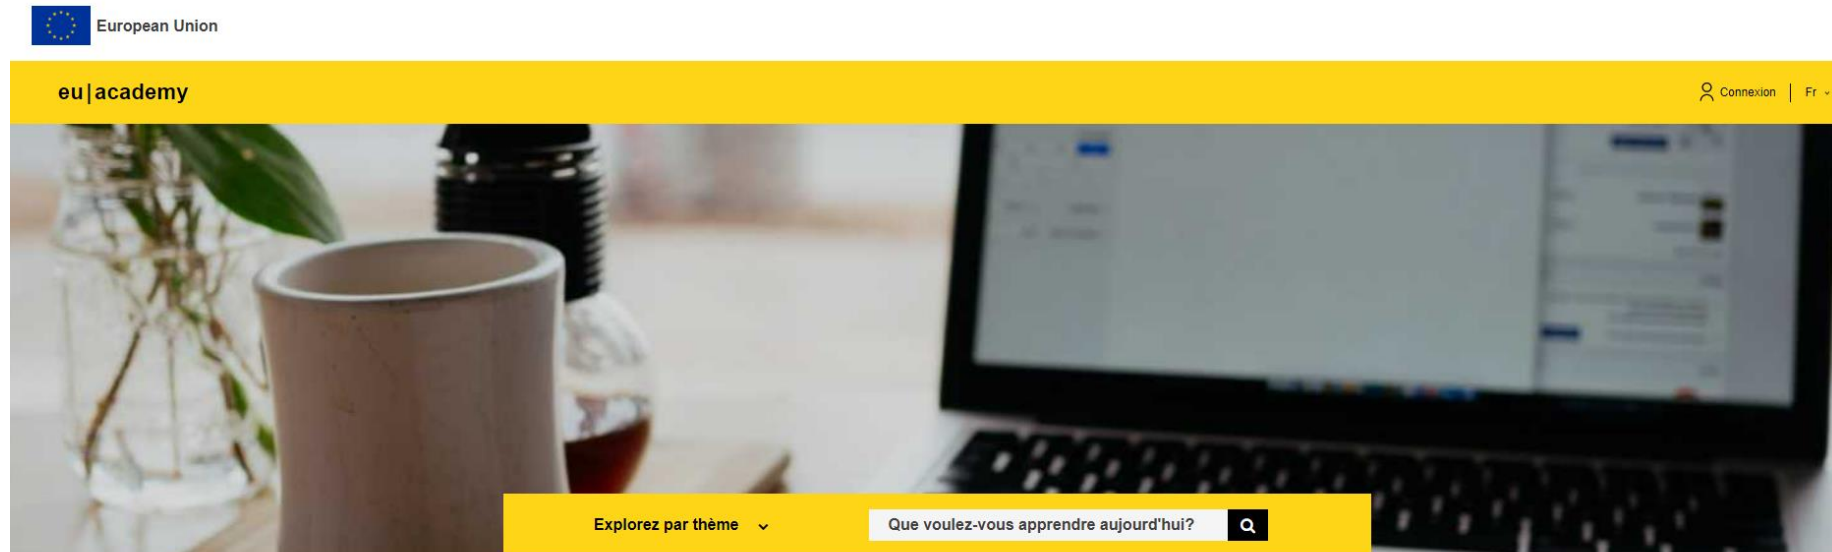 European Union
eu|academy
Connexion | Fr
Explorez par thème
Que voulez-vous apprendre aujourd'hui?